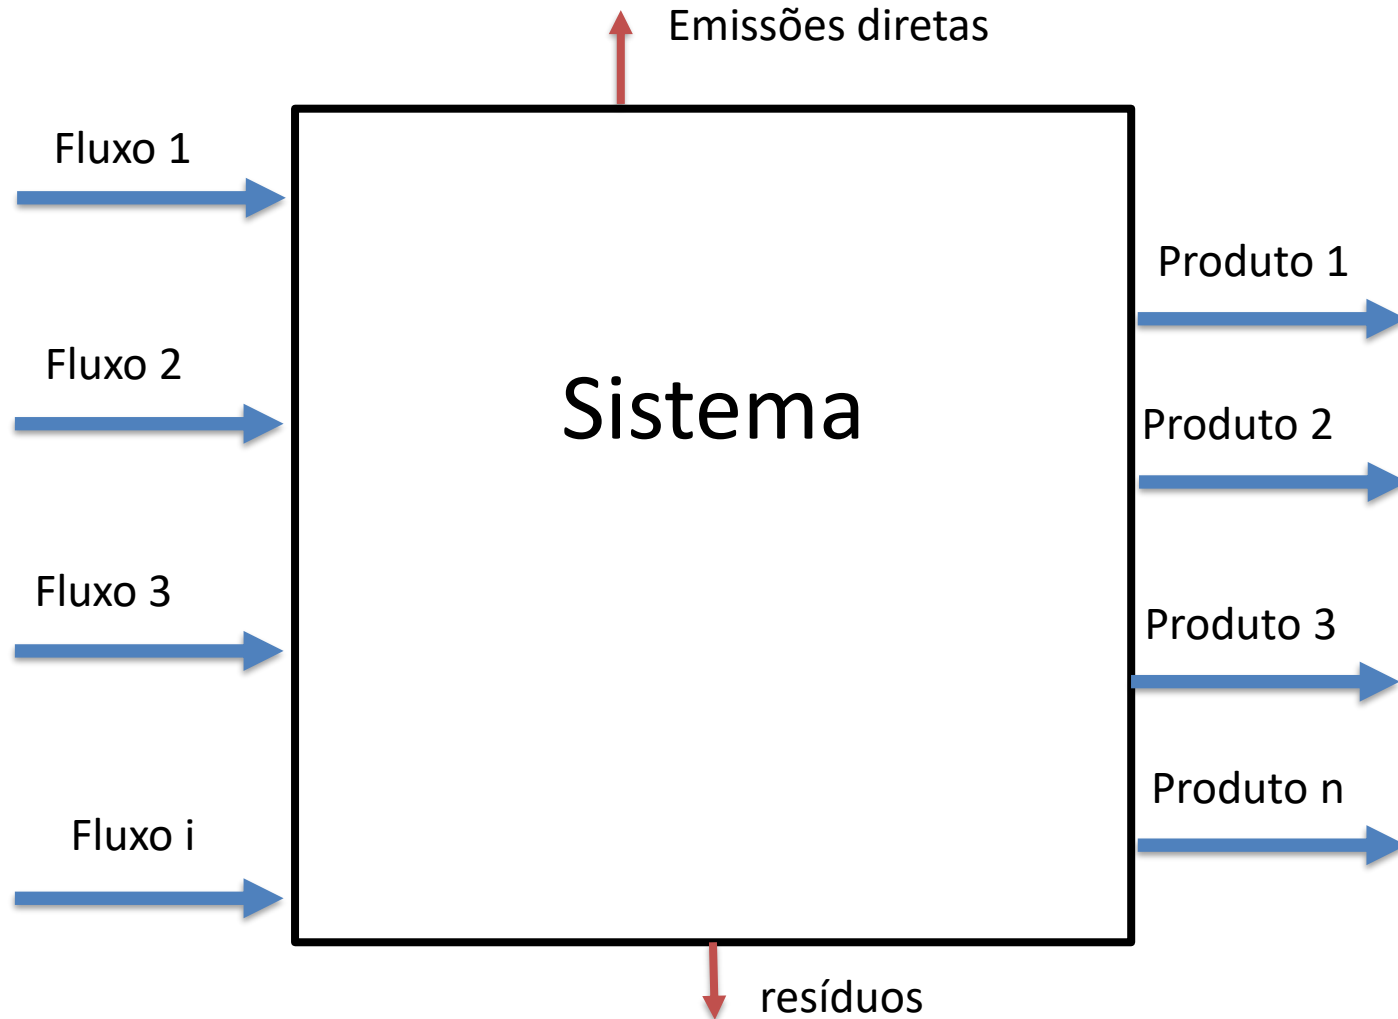 Emissões diretas
Fluxo 1
Produto 1
Fluxo 2
Sistema
Produto 2
Fluxo 3
Produto 3
Produto n
Fluxo i
resíduos